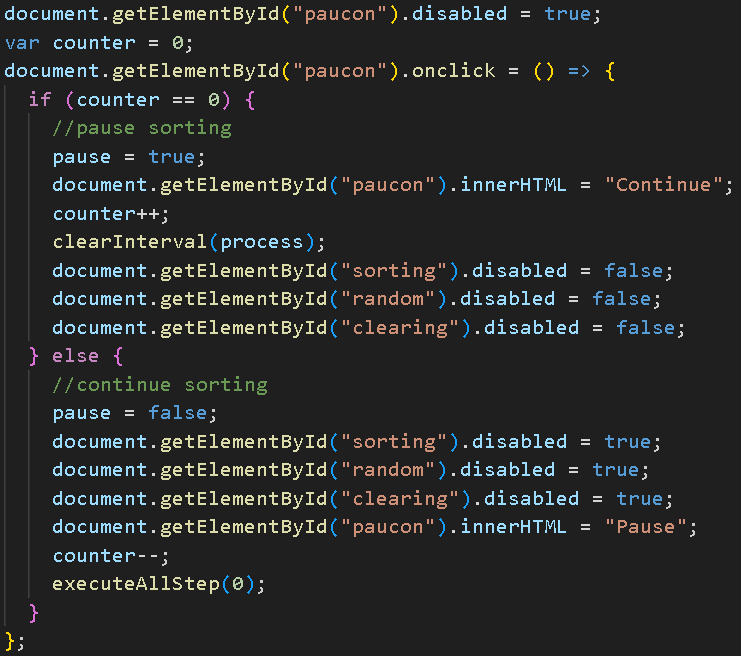 document.getElementById("paucon").disabled = true;
var counter = 0;
document.getElementById("paucon").onclick = () => {
  if (counter == 0) {
    //pause sorting
    pause = true;
    document.getElementById("paucon").innerHTML = "Continue";
    counter++;
    clearInterval(process);
    document.getElementById("sorting").disabled = false;
    document.getElementById("random").disabled = false;
    document.getElementById("clearing").disabled = false;
  } else {
    //continue sorting
    pause = false;
    document.getElementById("sorting").disabled = true;
    document.getElementById("random").disabled = true;
    document.getElementById("clearing").disabled = true;
    document.getElementById("paucon").innerHTML = "Pause";
    counter--;
    executeAllStep(0);
  }
};